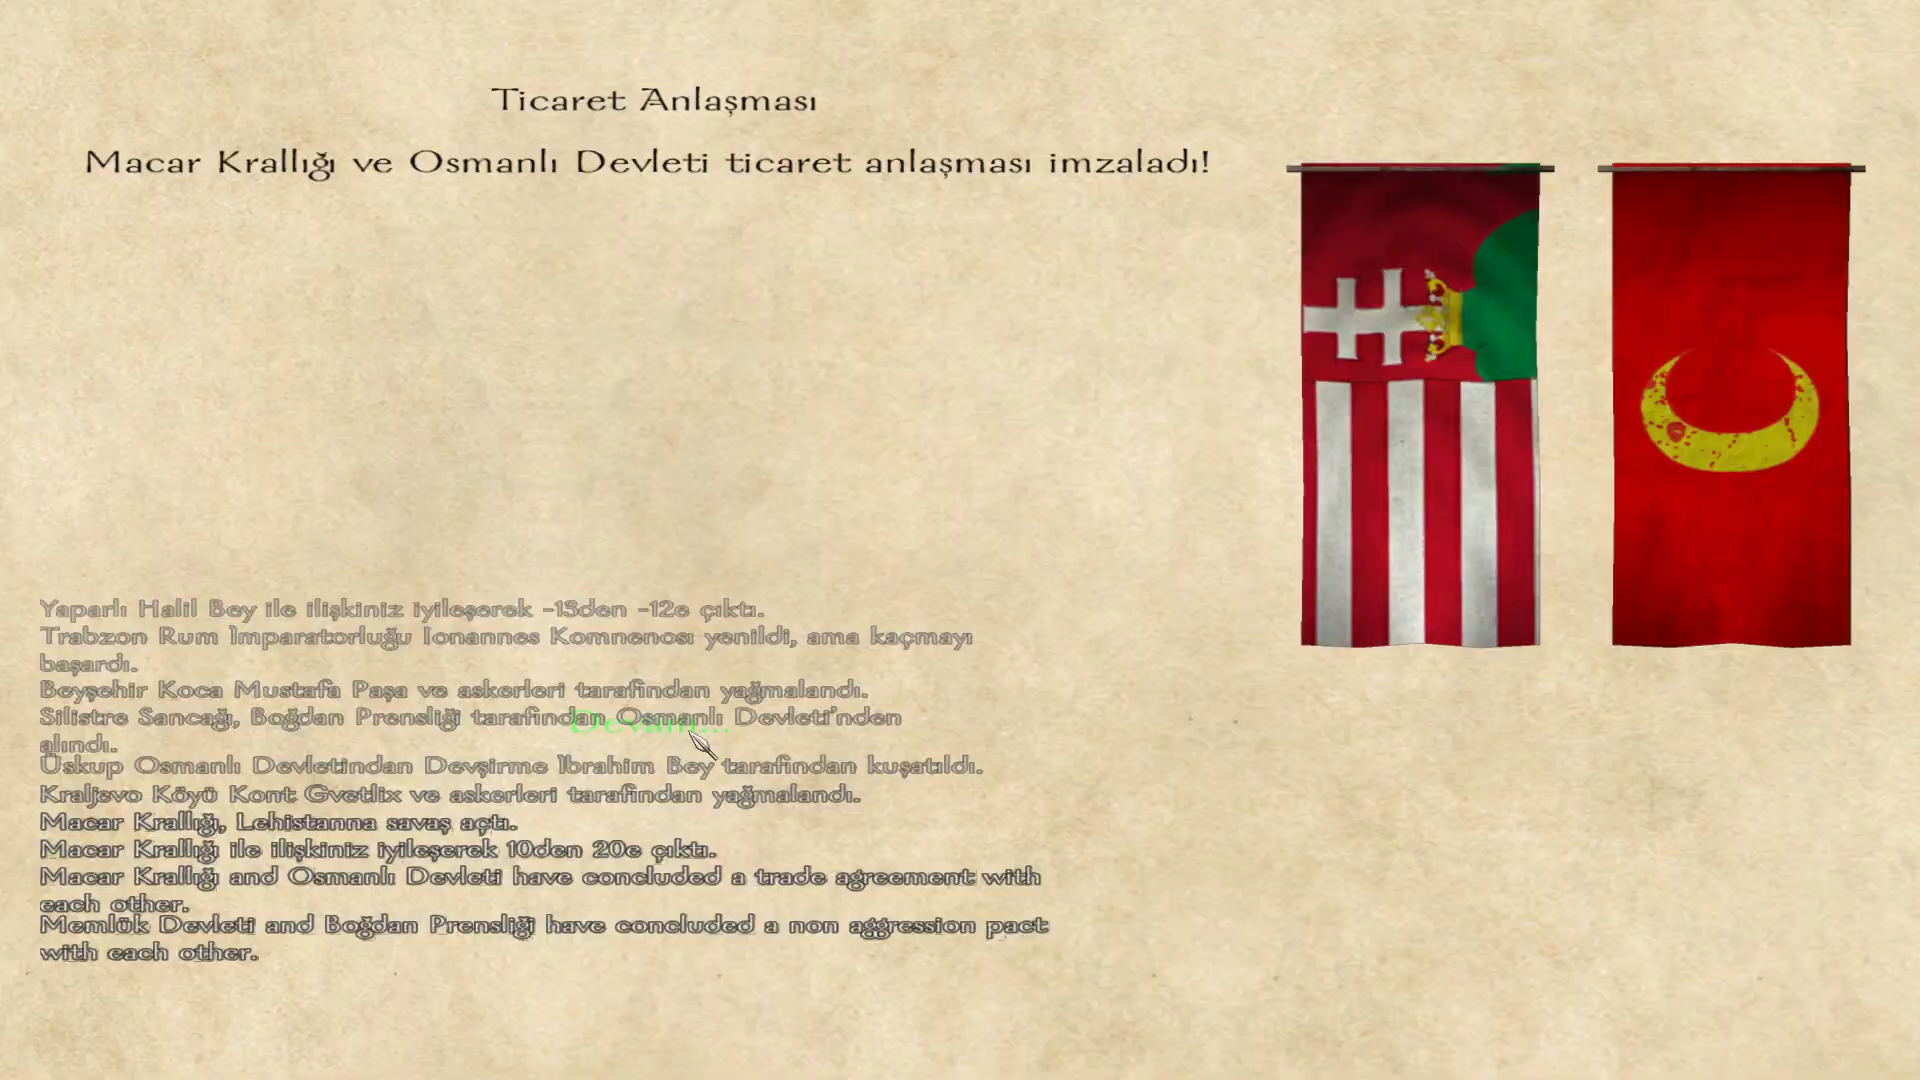 Ticaret Anlaşması
Macar Krallığı ve Osmanlı Devleti ticaret anlaşması imzaladı!
Yaparlı Halil Bey ile ilişkiniz iyileşerek -13den -12e çıktı.
Trabzon Rum İmparatorluğu Ionannes Komnenosı yenildi, ama kaçmayı
başardı.
Beyşehir Koca Mustafa Paşa ve askerleri tarafından yağmalandı.
Silistre Sancağı, Boğdan Prensliği tarafından Osmanlı Devleti'nden
alındı.
Devam...
Üskup Osmanlı Devletindan Devşirme İbrahim Bey tarafından kuşatıldı.
Kraljevo Köyü Kont Gvetlix ve askerleri tarafından yağmalandı.
Macar Krallığı, Lehistanna savaş açtı.
Macar Krallığı ile ilişkiniz iyileşerek 10den 20e çıktı.
Macar Krallığı and Osmanlı Devleti have concluded a trade agreement with
each other.
Memlük Devleti and Boğdan Prensliği have concluded a non aggression pact
with each other.